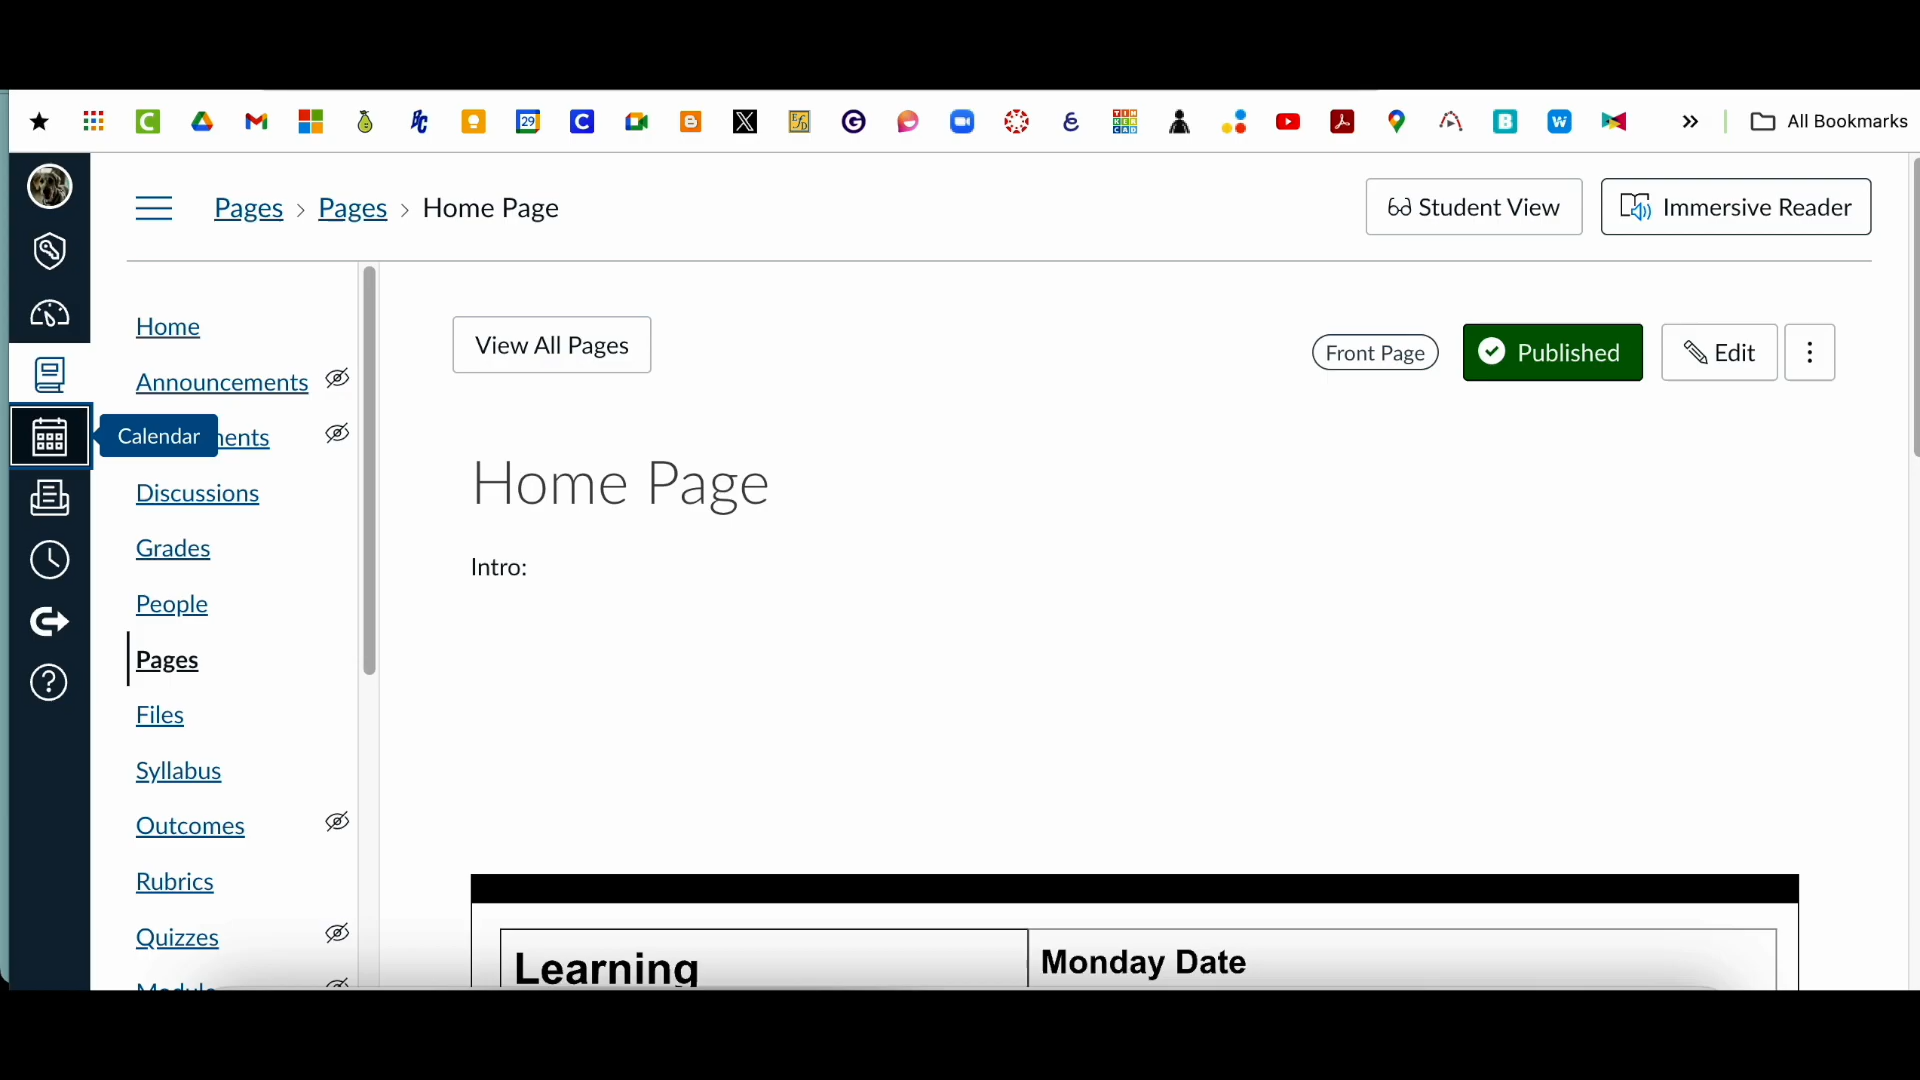 All Bookmarks
Pages > Pages > Home Page
Student View
Immersive Reader
Home
Announcements
Calendar
nents
Discussions
Grades
People
Pages
Files
Syllabus
Outcomes
Rubrics
Quizzes
View All Pages
Front Page
Published
Edit
Home Page
Intro:
Learning
Monday Date